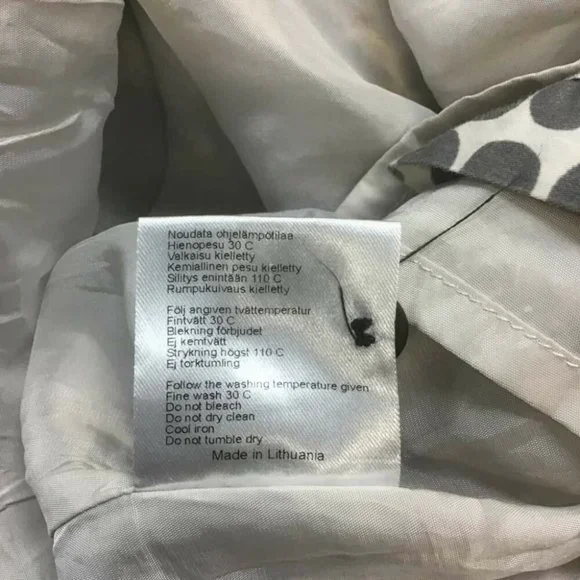 Noudata ohjelämpötilaa
Hienopesu 30 C
Valkaisu kielletty
Kemiallinen pesu kielletty
Silitys enintään 110 C
Rumpukuivaus kielletty
Följ angiven tvättemperatur
Fintvätt 30 C
Blekning förbjudet
Ej kemtvätt
Strykning högst 110 C
Ej torktumling
Follow the washing temperature given
Fine wash 30 C
Do not bleach
Do not dry clean
Cool iron
Do not tumble dry
Made in Lithuania